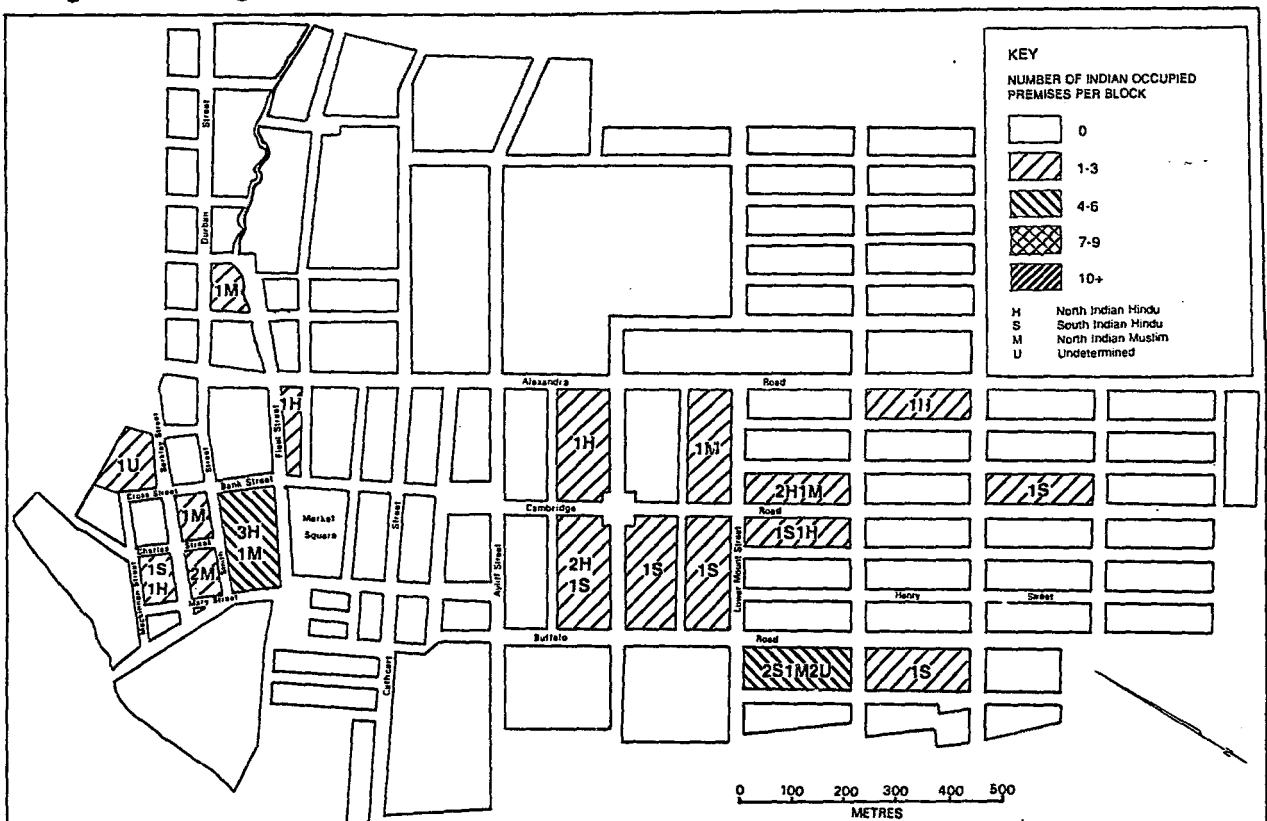 KEY
NUMBER OF INDIAN OCCUPIED
PREMISES PER BLOCK
0
1-3
4-6
7-9
10+
H North Indian Hindu
S South Indian Hindu
M North Indian Muslim
U Undetermined
Street
Durban
1M
Alexandra Road
1H
Fleet Street
1H
1M
1H
Berkley Street
Street
1U
Cross Street
Bank Street
2H1M
1S
Cambridge Road
1M
3H
1M
Market
Square
Street
1S1H
Charles Street
Smith
1S
1H
2M
Mary Street
Ayliff Street
2H
1S
1S
1S
Lower Mount Street
Henry Street
Buffalo Road
Cathcart
2S1M2U
1S
N
0 100 200 300 400 500
METRES